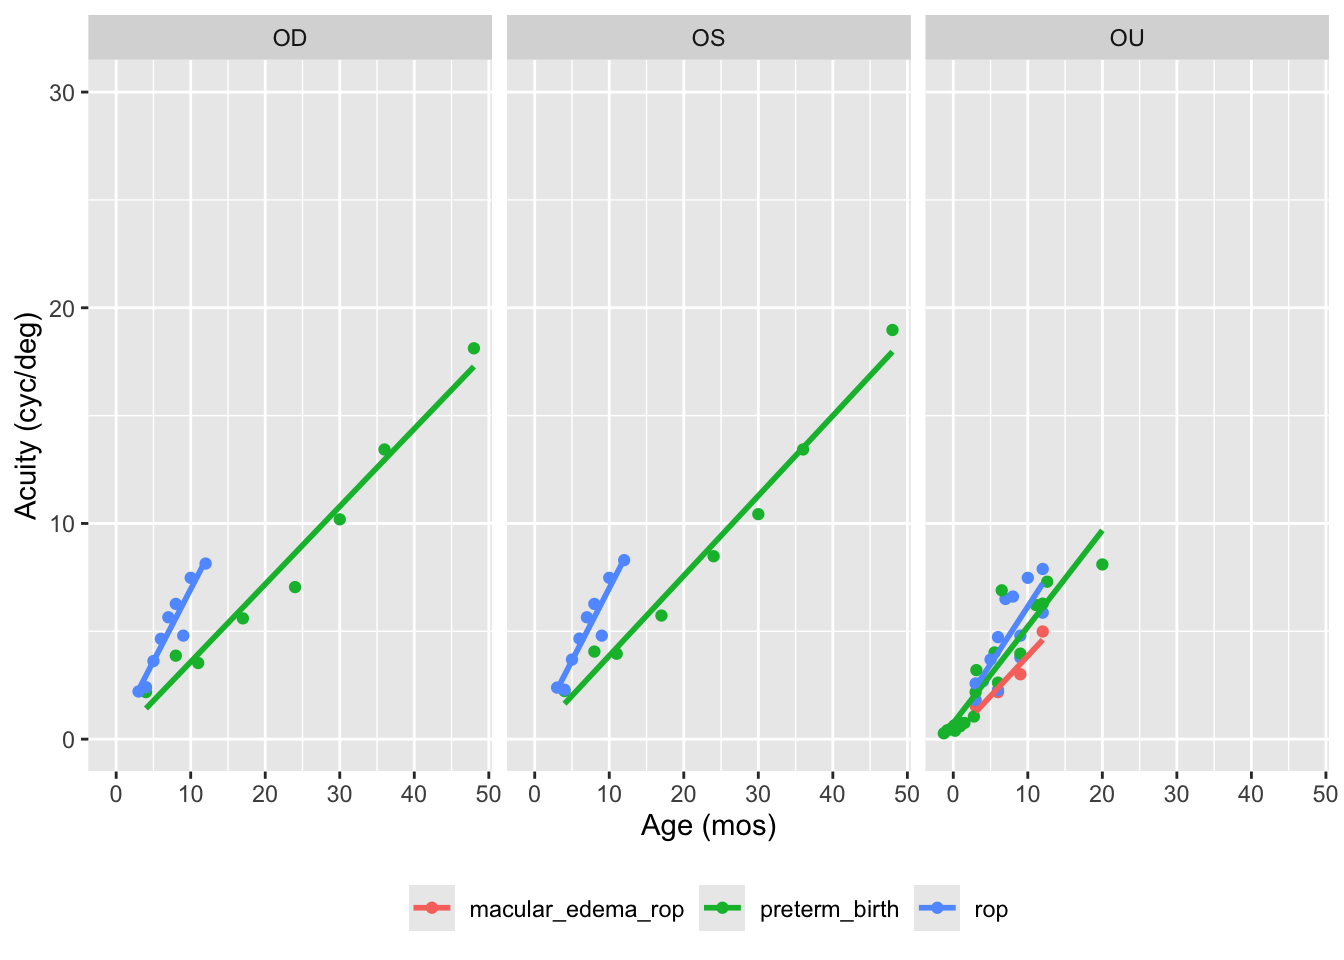 OD OS OU
30
20
10
0
Acuity (cyc/deg)
0 10 20 30 40 50 0 10 20 30 40 50 0 10 20 30 40 50
Age (mos)
macular_edema_rop preterm_birth rop